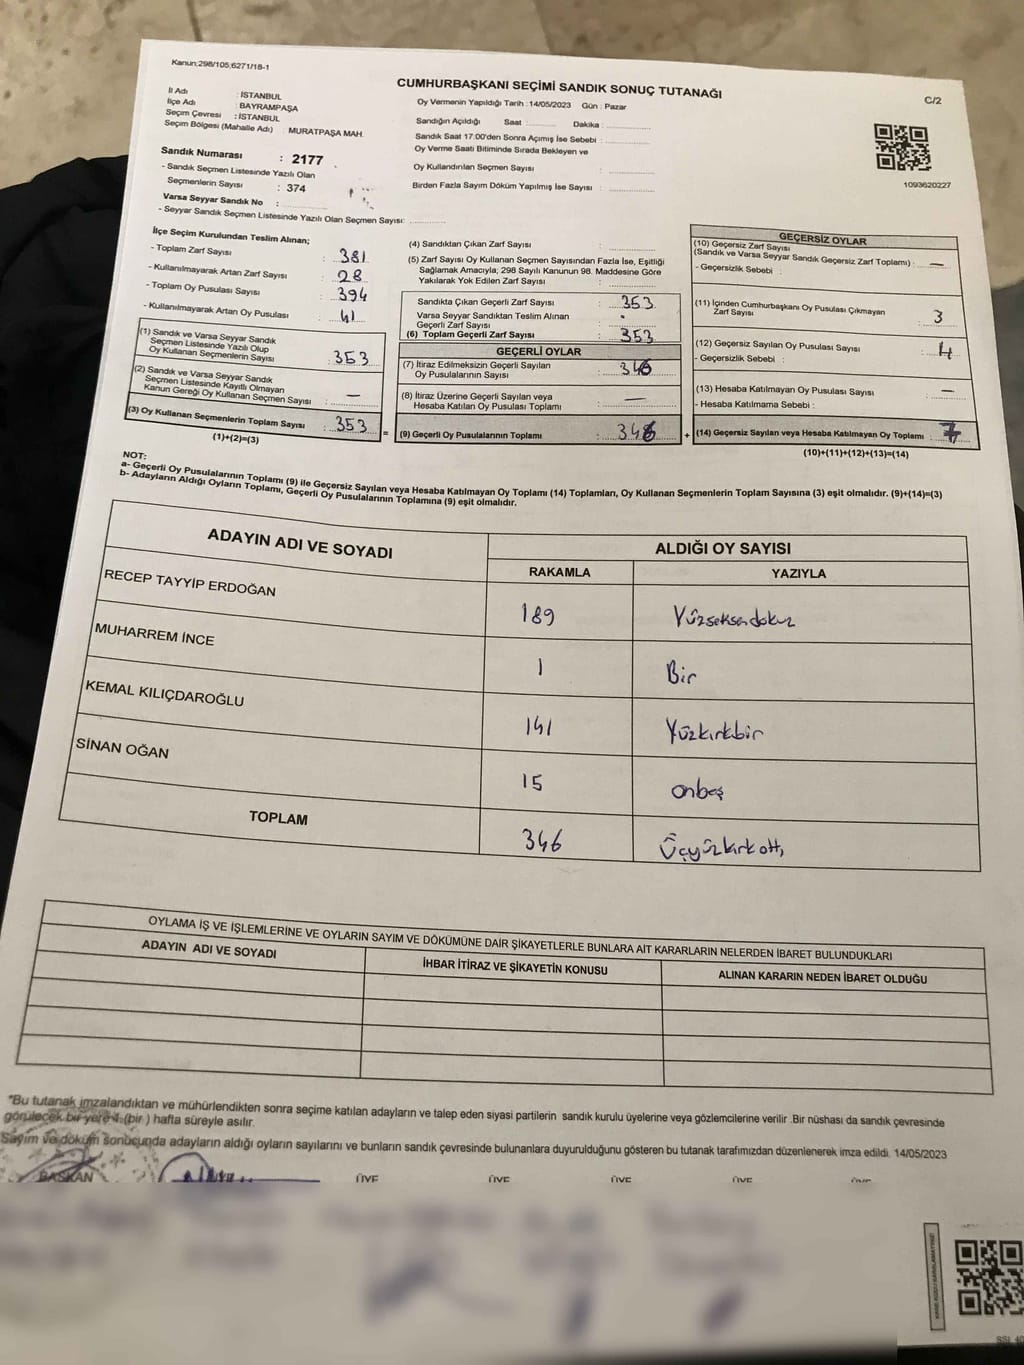 Kanun;298/105,6271/18-1
CUMHURBAŞKANI SEÇİMİ SANDIK SONUÇ TUTANAĞI
C/2
İl Adı : İSTANBUL
İlçe Adı : BAYRAMPAŞA
Seçim Çevresi : İSTANBUL
Seçim Bölgesi (Mahalle Adı) : MURATPAŞA MAH.
Sandık Numarası : 2177
- Sandık Seçmen Listesinde Yazılı Olan
Seçmenlerin Sayısı : 374
Varsa Seyyar Sandık No :
- Seyyar Sandık Seçmen Listesinde Yazılı Olan Seçmen Sayısı:
Oy Vermenin Yapıldığı Tarih : 14/05/2023 Gün : Pazar
Sandığın Açıldığı Saat : Dakika :
Sandık Saat 17:00'den Sonra Açımış İse Sebebi :
Oy Verme Saati Bitiminde Sırada Bekleyen ve
Oy Kullandırılan Seçmen Sayısı :
Birden Fazla Sayım Döküm Yapılmış İse Sayısı :
1093620227
İlçe Seçim Kurulundan Teslim Alınan;
- Toplam Zarf Sayısı : 381
- Kullanılmayarak Artan Zarf Sayısı : 28
- Toplam Oy Pusulası Sayısı : 394
- Kullanılmayarak Artan Oy Pusulası : 41
(1) Sandık ve Varsa Seyyar Sandık
Seçmen Listesinde Yazılı Olup
Oy Kullanan Seçmenlerin Sayısı : 353
(2) Sandık ve Varsa Seyyar Sandık
Seçmen Listesinde Kayıtlı Olmayan
Kanun Gereği Oy Kullanan Seçmen Sayısı : —
(3) Oy Kullanan Seçmenlerin Toplam Sayısı : 353
(1)+(2)=(3)
(4) Sandıktan Çıkan Zarf Sayısı :
(5) Zarf Sayısı Oy Kullanan Seçmen Sayısından Fazla İse, Eşitliği
Sağlamak Amacıyla; 298 Sayılı Kanunun 98. Maddesine Göre
Yakılarak Yok Edilen Zarf Sayısı :
Sandıkta Çıkan Geçerli Zarf Sayısı : 353
Varsa Seyyar Sandıktan Teslim Alınan
Geçerli Zarf Sayısı :
(6) Toplam Geçerli Zarf Sayısı : 353
=
GEÇERLİ OYLAR
(7) İtiraz Edilmeksizin Geçerli Sayılan
Oy Pusulalarının Sayısı : 346
(8) İtiraz Üzerine Geçerli Sayılan veya
Hesaba Katılan Oy Pusulası Toplamı : —
(9) Geçerli Oy Pusulalarının Toplamı : 346
+
GEÇERSİZ OYLAR
(10) Geçersiz Zarf Sayısı
(Sandık ve Varsa Seyyar Sandık Geçersiz Zarf Toplamı) : —
- Geçersizlik Sebebi :
(11) İçinden Cumhurbaşkanı Oy Pusulası Çıkmayan
Zarf Sayısı : 3
(12) Geçersiz Sayılan Oy Pusulası Sayısı : 4
- Geçersizlik Sebebi :
(13) Hesaba Katılmayan Oy Pusulası Sayısı : —
- Hesaba Katılmama Sebebi :
(14) Geçersiz Sayılan veya Hesaba Katılmayan Oy Toplamı : 7
(10)+(11)+(12)+(13)=(14)
NOT:
a- Geçerli Oy Pusulalarının Toplamı (9) ile Geçersiz Sayılan veya Hesaba Katılmayan Oy Toplamı (14) Toplamları, Oy Kullanan Seçmenlerin Toplam Sayısına (3) eşit olmalıdır. (9)+(14)=(3)
b- Adayların Aldığı Oyların Toplamı, Geçerli Oy Pusulalarının Toplamına (9) eşit olmalıdır.
ADAYIN ADI VE SOYADI
ALDIĞI OY SAYISI
RAKAMLA YAZIYLA
RECEP TAYYİP ERDOĞAN 189 Yüzseksendokuz
MUHARREM İNCE 1 Bir
KEMAL KILIÇDAROĞLU 141 Yüzkırkbir
SİNAN OĞAN 15 onbeş
TOPLAM 346 Üçyüzkırkaltı
OYLAMA İŞ VE İŞLEMLERİNE VE OYLARIN SAYIM VE DÖKÜMÜNE DAİR ŞİKAYETLERLE BUNLARA AİT KARARLARIN NELERDEN İBARET BULUNDUKLARI
ADAYIN ADI VE SOYADI İHBAR İTİRAZ VE ŞİKAYETİN KONUSU ALINAN KARARIN NEDEN İBARET OLDUĞU
"Bu tutanak imzalandıktan ve mühürlendikten sonra seçime katılan adayların ve talep eden siyasi partilerin sandık kurulu üyelerine veya gözlemcilerine verilir .Bir nüshası da sandık çevresinde
görülecek bir yere 1 (bir ) hafta süreyle asılır.
Sayım ve döküm sonucunda adayların aldığı oyların sayılarını ve bunların sandık çevresinde bulunanlara duyurulduğunu gösteren bu tutanak tarafımızdan düzenlenerek imza edildi. 14/05/2023
BAŞKAN ÜYE ÜYE ÜYE ÜYE